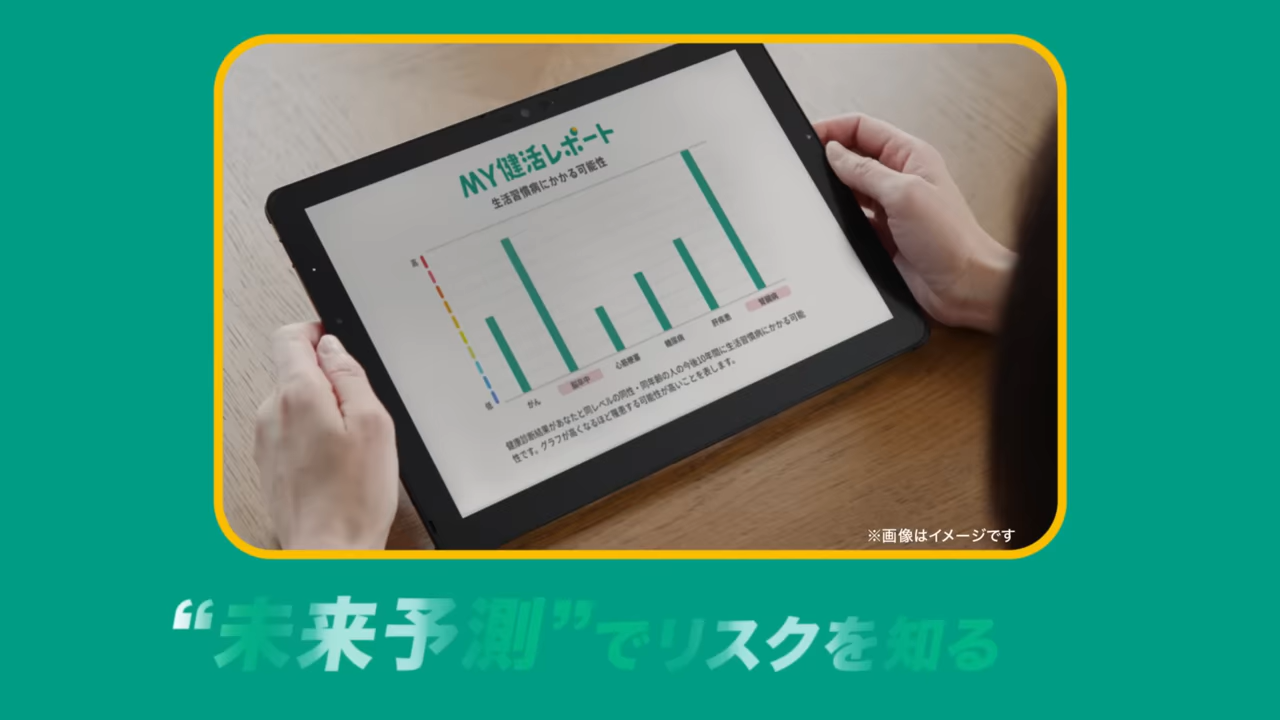 MY健活レポート
生活習慣病にかかる可能性
高
低
がん
脳卒中
心筋梗塞
糖尿病
肝疾患
腎臓病
健康診断結果があなたと同レベルの同性・同年齢の人の今後10年間に生活習慣病にかかる可能
性です。グラフが高くなるほど罹患する可能性が高いことを表します。
※画像はイメージです
“未来予測”でリスクを知る